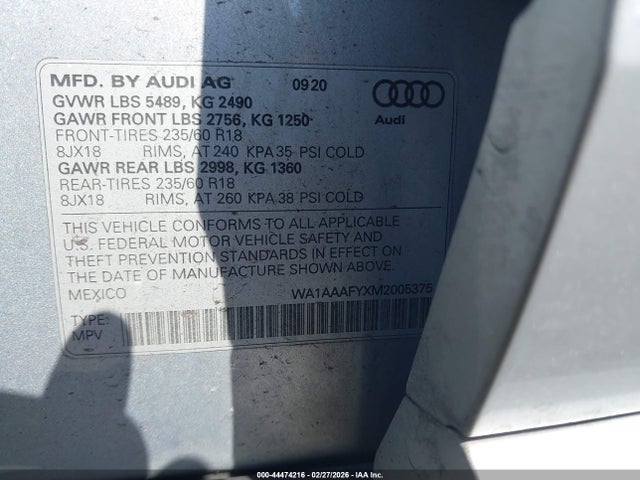 MFD. BY AUDI AG 0920
GVWR LBS 5489, KG 2490
GAWR FRONT LBS 2756, KG 1250
Audi
FRONT-TIRES 235/60 R18
8JX18 RIMS, AT 240 KPA 35 PSI COLD
GAWR REAR LBS 2998, KG 1360
REAR-TIRES 235/60 R18
8JX18 RIMS, AT 260 KPA 38 PSI COLD
THIS VEHICLE CONFORMS TO ALL APPLICABLE
U.S. FEDERAL MOTOR VEHICLE SAFETY AND
THEFT PREVENTION STANDARDS IN EFFECT ON
THE DATE OF MANUFACTURE SHOWN ABOVE.
MEXICO WA1AAAFYXM2005375
TYPE:
MPV
000-44474216 - 02/27/2026 - IAA Inc.